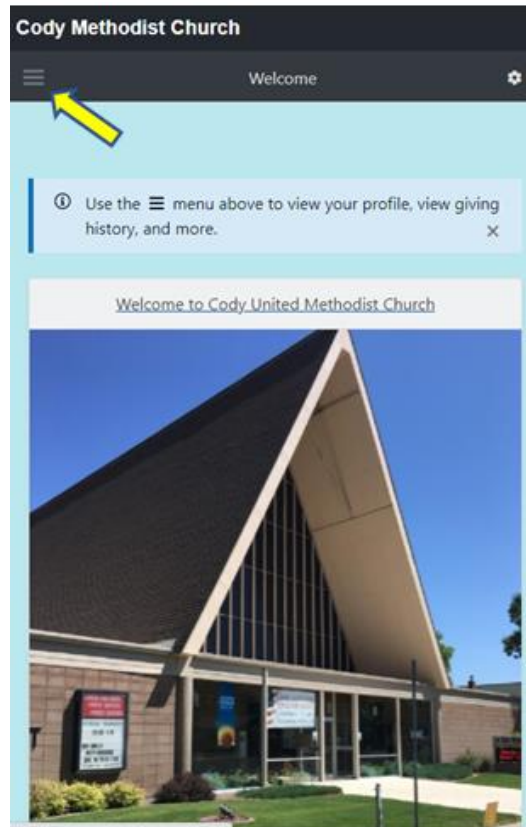 Cody Methodist Church
Welcome
Use the ☰ menu above to view your profile, view giving
history, and more.
Welcome to Cody United Methodist Church